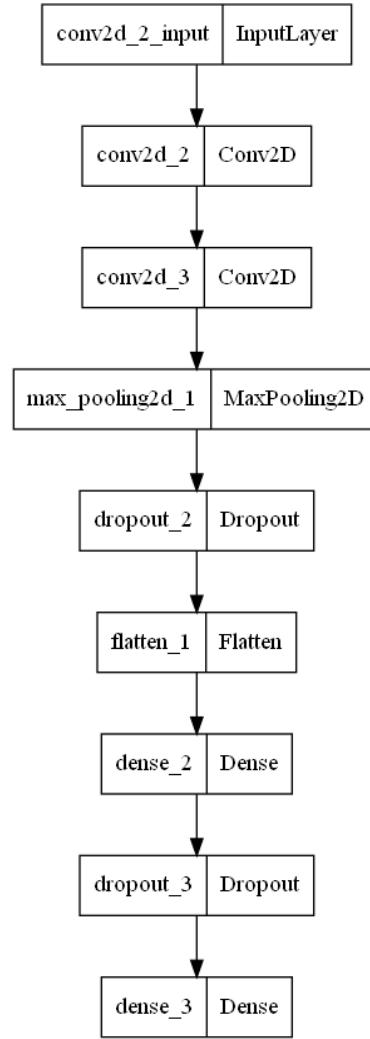 conv2d_2_input InputLayer
conv2d_2 Conv2D
conv2d_3 Conv2D
max_pooling2d_1 MaxPooling2D
dropout_2 Dropout
flatten_1 Flatten
dense_2 Dense
dropout_3 Dropout
dense_3 Dense